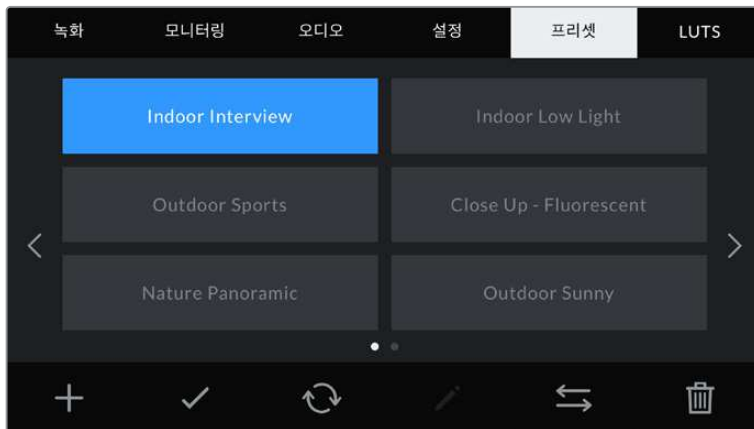 녹화 모니터링 오디오 설정 프리셋 LUTS
Indoor Interview Indoor Low Light
Outdoor Sports Close Up - Fluorescent
Nature Panoramic Outdoor Sunny